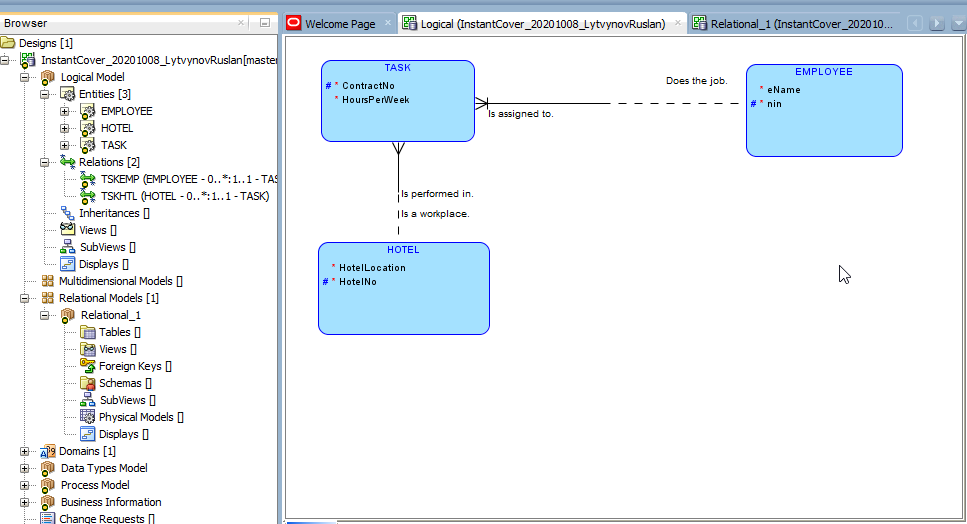 Browser
Designs [1]
InstantCover_20201008_LytvynovRuslan[master
Logical Model
Entities [3]
EMPLOYEE
HOTEL
TASK
Relations [2]
TSKEMP (EMPLOYEE - 0..*:1..1 - TAS
TSKHTL (HOTEL - 0..*:1..1 - TASK)
Inheritances []
Views []
SubViews []
Displays []
Multidimensional Models []
Relational Models [1]
Relational_1
Tables []
Views []
Foreign Keys []
Schemas []
SubViews []
Physical Models []
Displays []
Domains [1]
Data Types Model
Process Model
Business Information
Change Requests []
Welcome Page
Logical (InstantCover_20201008_LytvynovRuslan)
Relational_1 (InstantCover_202010...
TASK
# * ContractNo
* HoursPerWeek
Does the job.
Is assigned to.
EMPLOYEE
* eName
# * nin
Is performed in.
Is a workplace.
HOTEL
* HotelLocation
# * HotelNo